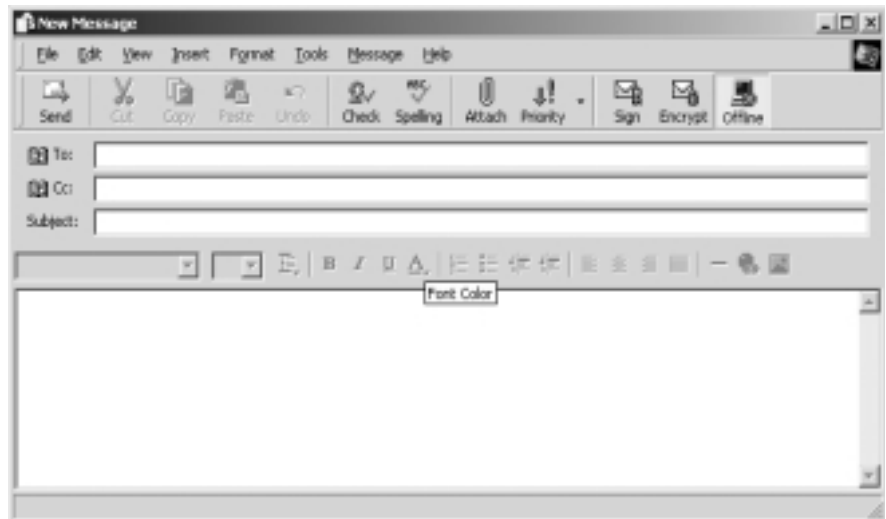 New Message
File Edit View Insert Format Tools Message Help
Send Cut Copy Paste Undo Check Spelling Attach Priority Sign Encrypt Offline
To:
Cc:
Subject:
B I U A
Font Color